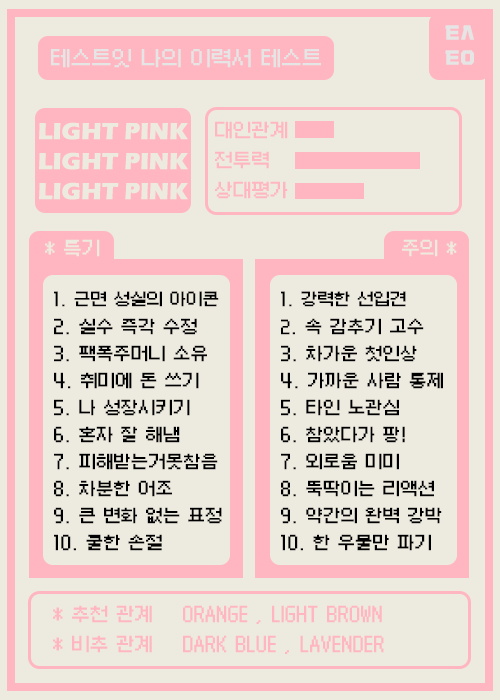 테스트잇 나의 이력서 테스트
ΕΛ
EO
LIGHT PINK
LIGHT PINK
LIGHT PINK
대인관계
전투력
상대평가
* 특기
1. 근면 성실의 아이콘
2. 실수 즉각 수정
3. 팩폭주머니 소유
4. 취미에 돈 쓰기
5. 나 성장시키기
6. 혼자 잘 해냄
7. 피해받는거못참음
8. 차분한 어조
9. 큰 변화 없는 표정
10. 쿨한 손절
주의 *
1. 강력한 선입견
2. 속 감추기 고수
3. 차가운 첫인상
4. 가까운 사람 통제
5. 타인 노관심
6. 참았다가 팡!
7. 외로움 미미
8. 뚝딱이는 리액션
9. 약간의 완벽 강박
10. 한 우물만 파기
* 추천 관계 ORANGE , LIGHT BROWN
* 비추 관계 DARK BLUE , LAVENDER